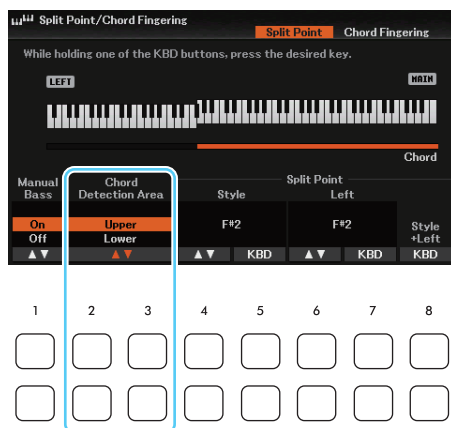 Split Point/Chord Fingering
Split Point Chord Fingering
While holding one of the KBD buttons, press the desired key.
LEFT MAIN
Chord
Manual Bass
Chord Detection Area
Split Point
Style Left
On Upper F#2 F#2 Style +Left
Off Lower
▲▼ ▲▼ ▲▼ KBD ▲▼ KBD KBD
1 2 3 4 5 6 7 8